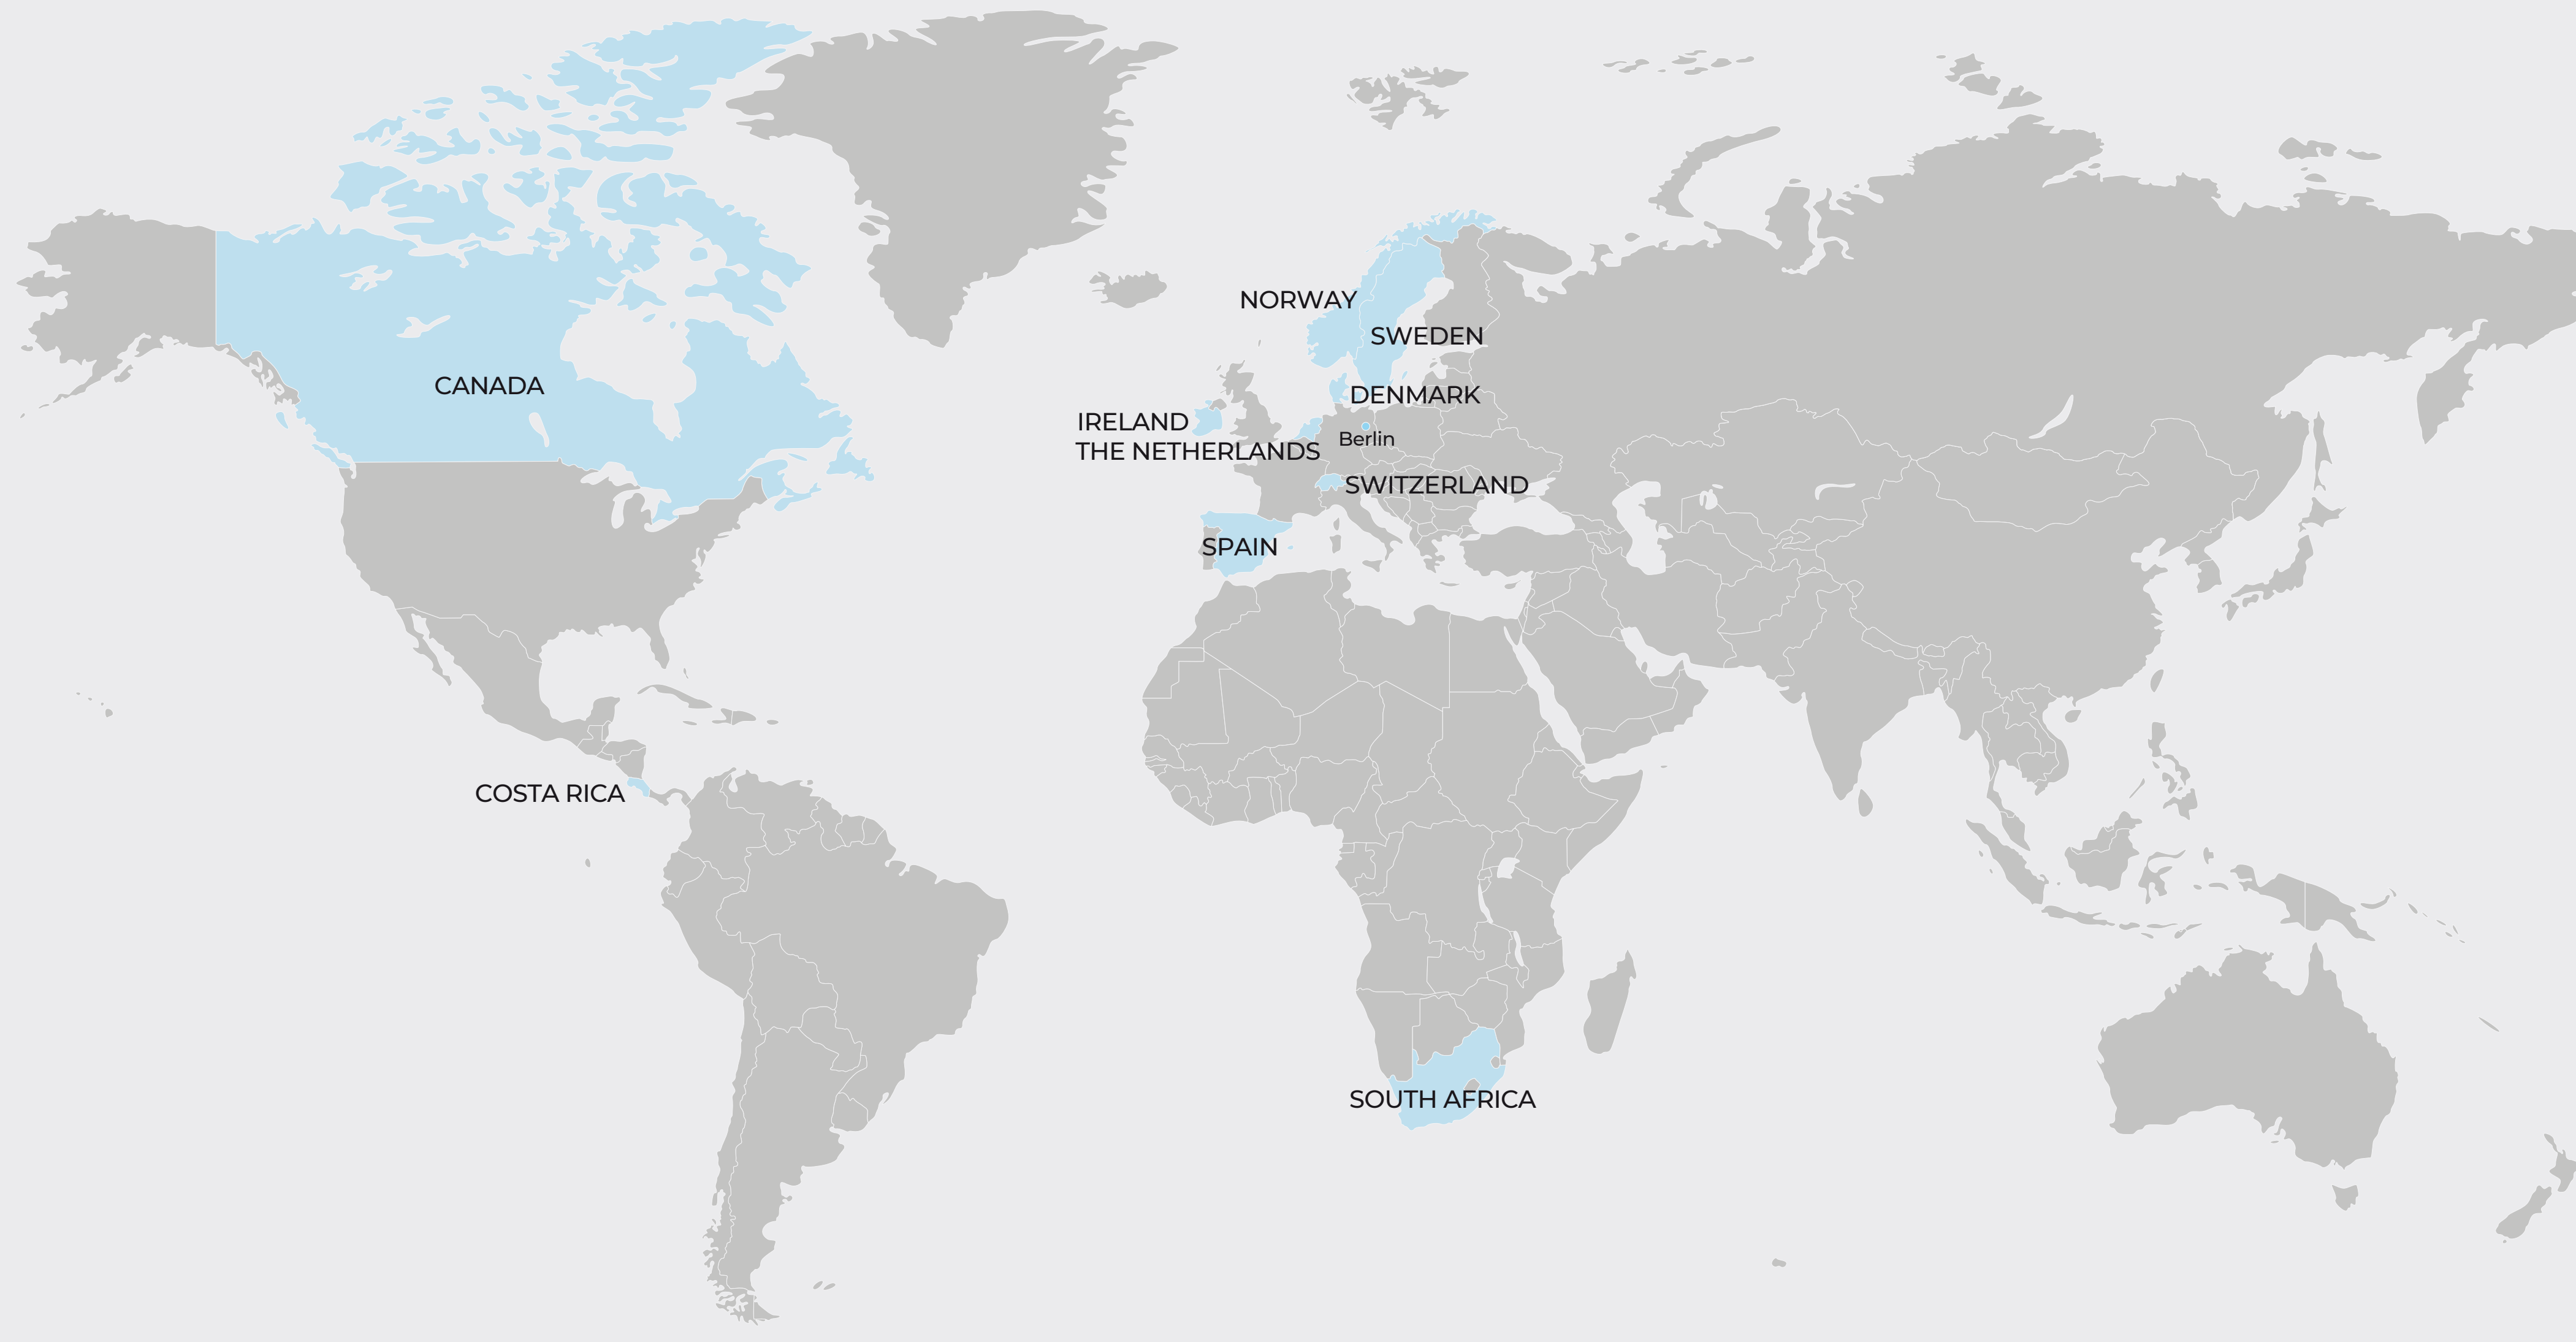 NORWAY
SWEDEN
CANADA
DENMARK
IRELAND
Berlin
THE NETHERLANDS
SWITZERLAND
SPAIN
COSTA RICA
SOUTH AFRICA